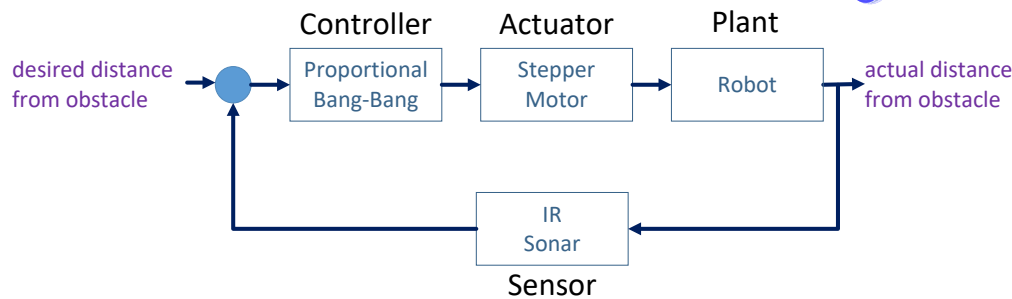 Controller
Actuator
Plant
desired distance
from obstacle
Proportional
Bang-Bang
Stepper
Motor
Robot
actual distance
from obstacle
IR
Sonar
Sensor